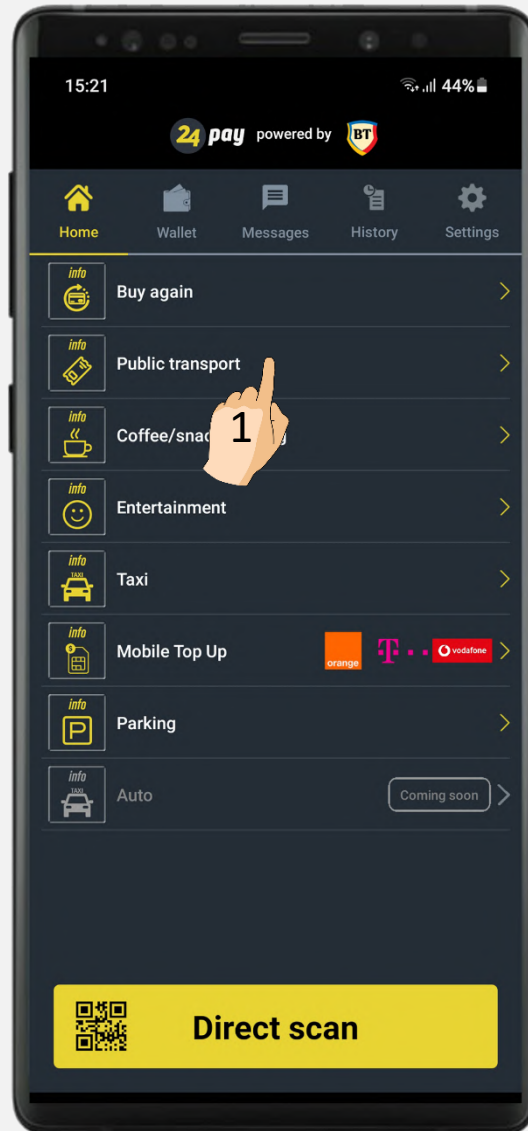 15:21 44%
24 pay powered by BT
Home Wallet Messages History Settings
info
Buy again
info
Public transport
info
Coffee/
1
info
Entertainment
info
TAXI
Taxi
info
Mobile Top Up orange T vodafone
info
P
Parking
info
TAXI
Auto Coming soon
Direct scan